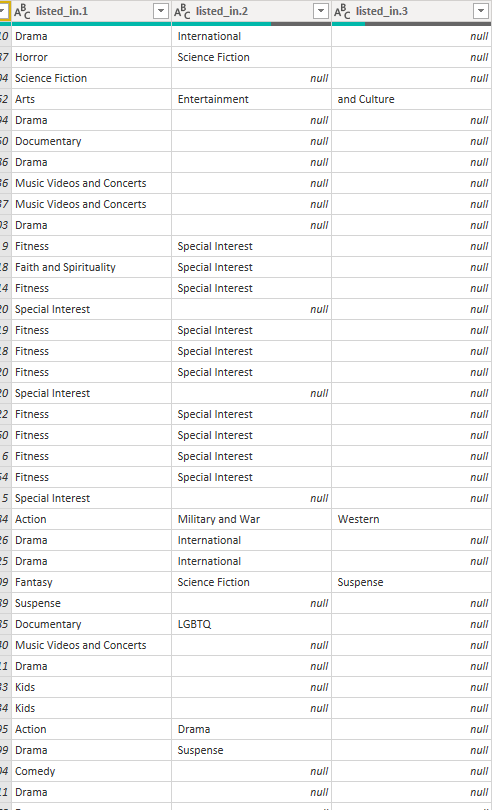 ABC listed_in.1 ABC listed_in.2 ABC listed_in.3
10 Drama International null
37 Horror Science Fiction null
04 Science Fiction null null
52 Arts Entertainment and Culture
94 Drama null null
50 Documentary null null
36 Drama null null
36 Music Videos and Concerts null null
37 Music Videos and Concerts null null
03 Drama null null
9 Fitness Special Interest null
18 Faith and Spirituality Special Interest null
14 Fitness Special Interest null
20 Special Interest null null
19 Fitness Special Interest null
18 Fitness Special Interest null
20 Fitness Special Interest null
20 Special Interest null null
22 Fitness Special Interest null
50 Fitness Special Interest null
6 Fitness Special Interest null
54 Fitness Special Interest null
5 Special Interest null null
34 Action Military and War Western
26 Drama International null
25 Drama International null
09 Fantasy Science Fiction Suspense
39 Suspense null null
35 Documentary LGBTQ null
40 Music Videos and Concerts null null
11 Drama null null
33 Kids null null
34 Kids null null
95 Action Drama null
99 Drama Suspense null
04 Comedy null null
11 Drama null null